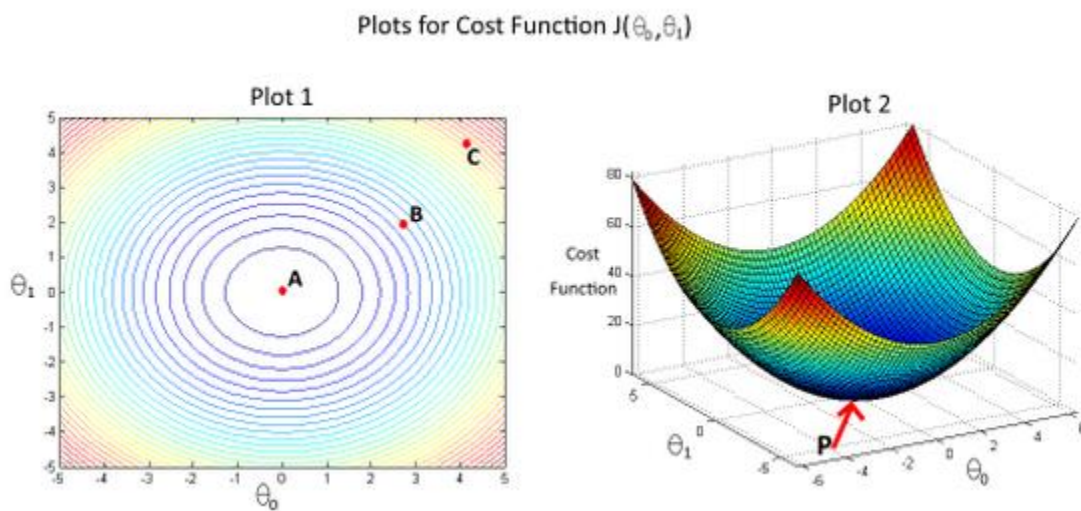 Plots for Cost Function J(θ₀,θ₁)
Plot 1
5
4
3
2
1
0
-1
-2
-3
-4
-5
θ₁
-5 -4 -3 -2 -1 0 1 2 3 4 5
θ₀
A
B
C
Plot 2
80
60
40
20
0
Cost
Function
5
0
-5
θ₁
-6 -4 -2 0 2 4 6
θ₀
P